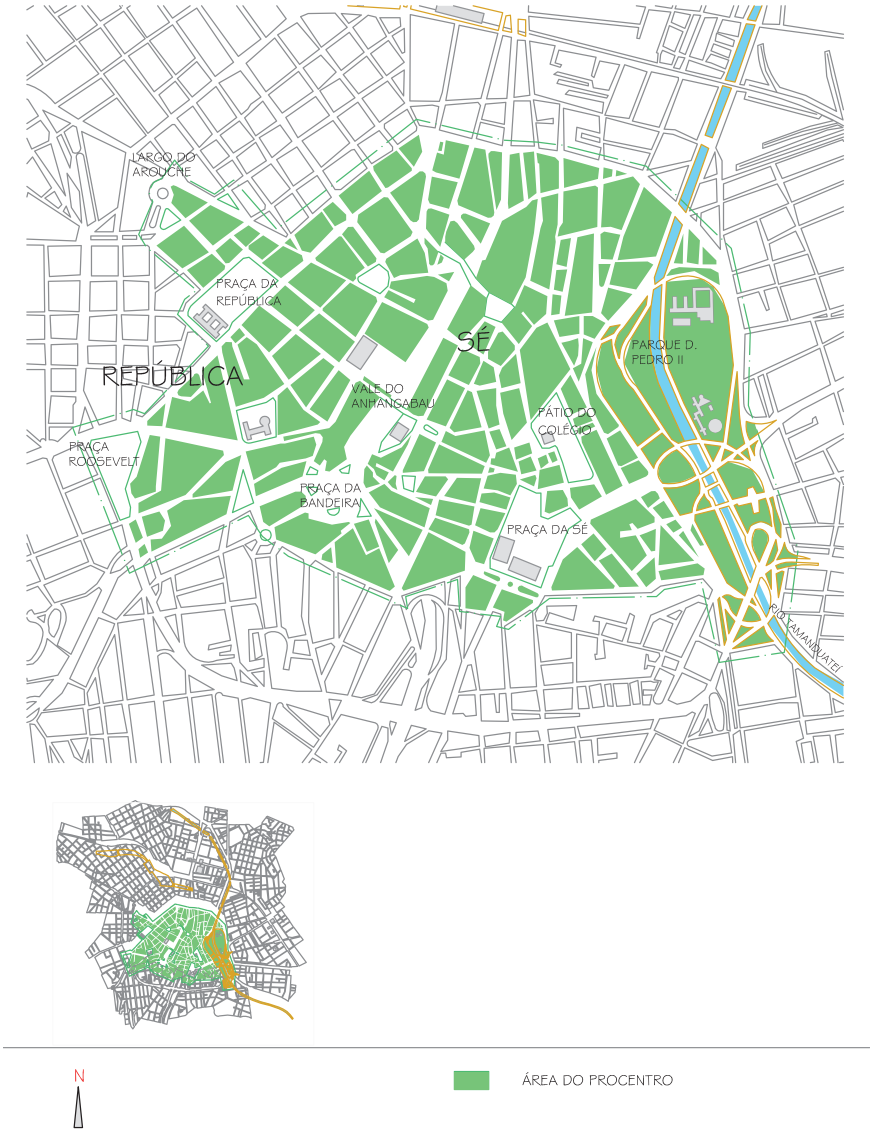 LARGO DO
AROUCHE
PRAÇA DA
REPÚBLICA
SÉ
PARQUE D.
PEDRO II
REPÚBLICA
VALE DO
ANHANGABAU
PÁTIO DO
COLÉGIO
PRAÇA
ROOSEVELT
PRAÇA DA
BANDEIRA
PRAÇA DA SÉ
RIO TAMANDUATEÍ
N
ÁREA DO PROCENTRO